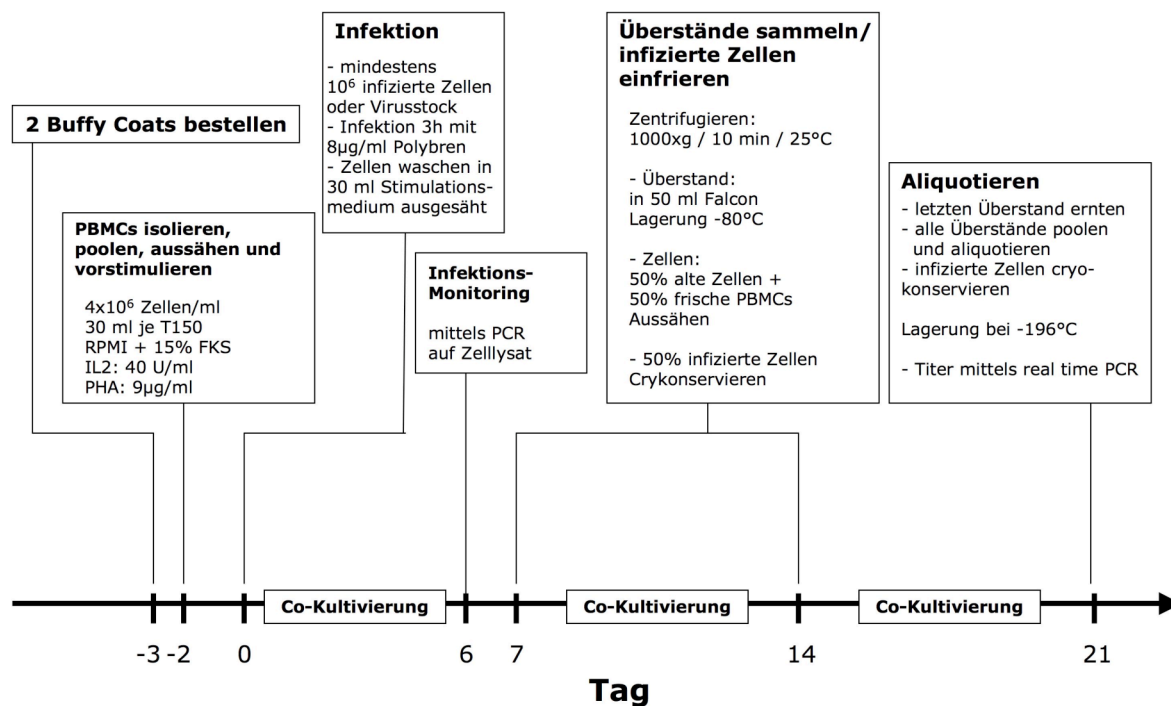 2 Buffy Coats bestellen
PBMCs isolieren,
poolen, aussähen und
vorstimulieren
4x10⁶ Zellen/ml
30 ml je T150
RPMI + 15% FKS
IL2: 40 U/ml
PHA: 9µg/ml
Infektion
- mindestens
10⁶ infizierte Zellen
oder Virusstock
- Infektion 3h mit
8µg/ml Polybren
- Zellen waschen in
30 ml Stimulations-
medium ausgesäht
Infektions-
Monitoring
mittels PCR
auf Zelllysat
Überstände sammeln/
infizierte Zellen
einfrieren
Zentrifugieren:
1000xg / 10 min / 25°C
- Überstand:
in 50 ml Falcon
Lagerung -80°C
- Zellen:
50% alte Zellen +
50% frische PBMCs
Aussähen
- 50% infizierte Zellen
Crykonservieren
Aliquotieren
- letzten Überstand ernten
- alle Überstände poolen
und aliquotieren
- infizierte Zellen cryo-
konservieren
Lagerung bei -196°C
- Titer mittels real time PCR
Co-Kultivierung
Co-Kultivierung
Co-Kultivierung
-3 -2 0 6 7 14 21
Tag